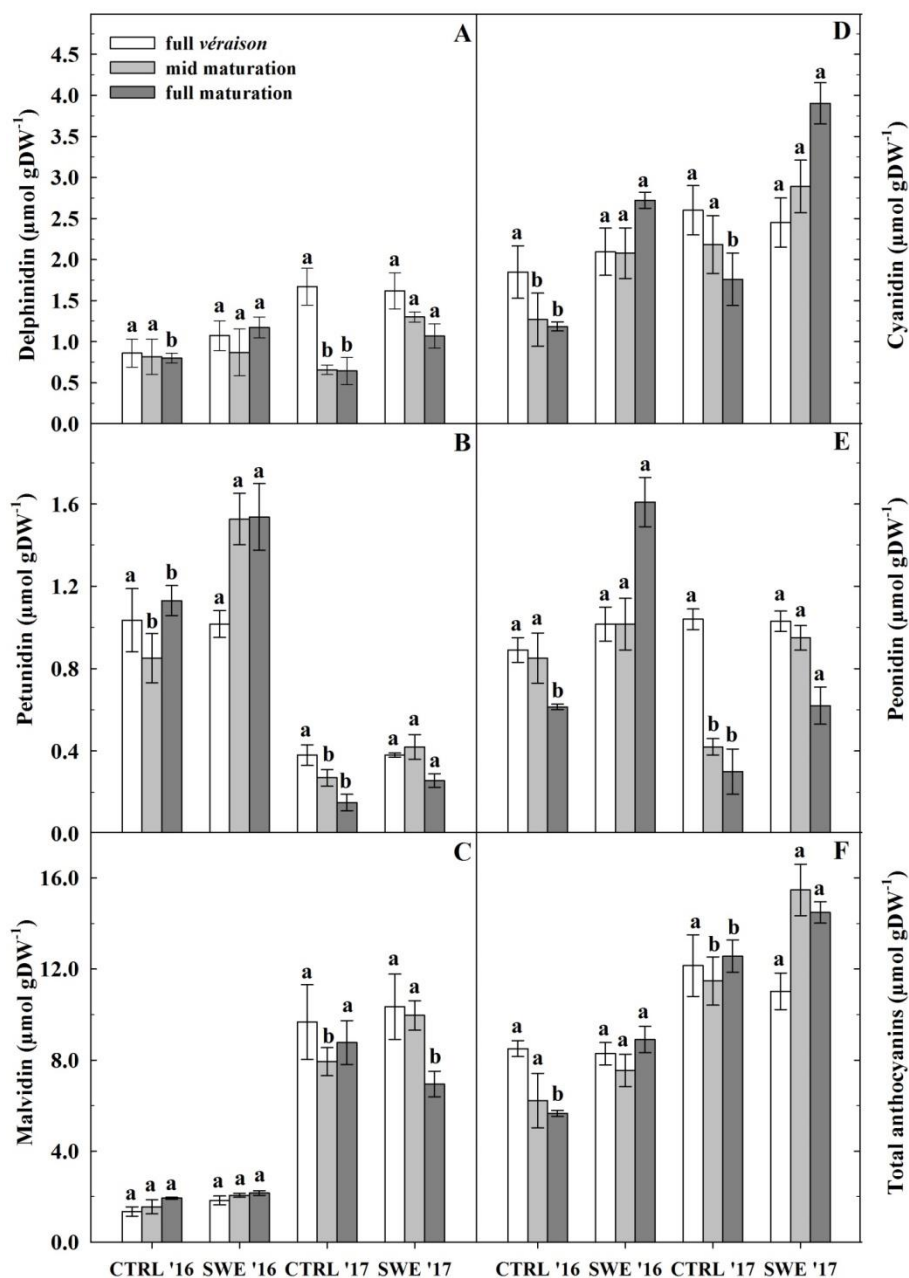 A
full véraison
mid maturation
full maturation
4.5
4.0
3.5
3.0
2.5
2.0
1.5
1.0
0.5
0.0
Delphinidin (µmol gDW⁻¹)
a a b a a a a b b a a a
D
Cyanidin (µmol gDW⁻¹)
a b b a a a a a b a a a
B
1.6
1.2
0.8
0.4
0.0
Petunidin (µmol gDW⁻¹)
a b b a a a a b b a a a
E
Peonidin (µmol gDW⁻¹)
a a b a a a a b b a a a
C
16.0
12.0
8.0
4.0
0.0
Malvidin (µmol gDW⁻¹)
a a a a a a a b a a a b
F
Total anthocyanins (µmol gDW⁻¹)
a a b a a a a b b a a a
CTRL '16 SWE '16 CTRL '17 SWE '17
CTRL '16 SWE '16 CTRL '17 SWE '17